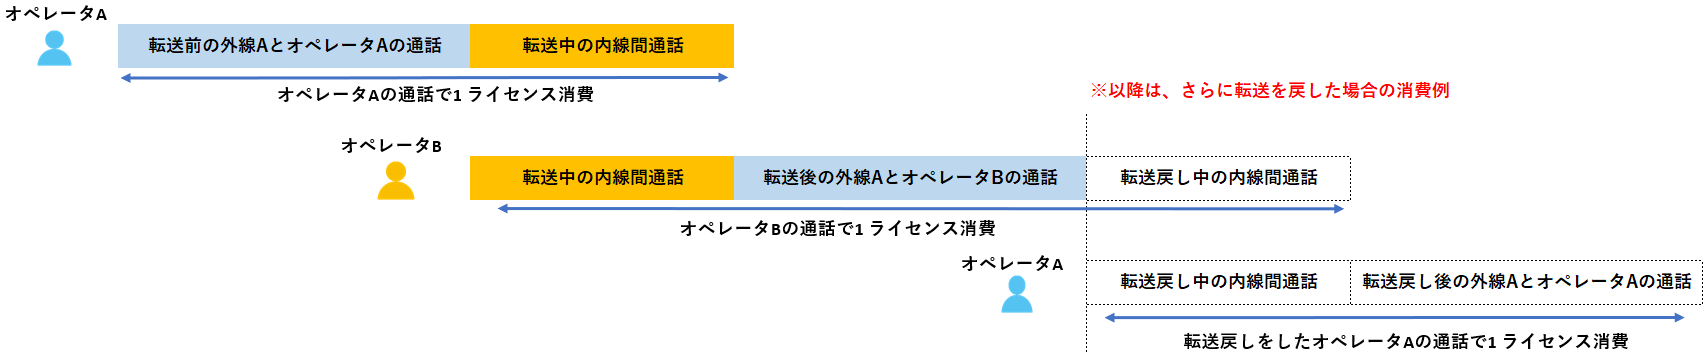 オペレータA
転送前の外線AとオペレータAの通話
転送中の内線間通話
オペレータAの通話で1 ライセンス消費
※以降は、さらに転送を戻した場合の消費例
オペレータB
転送中の内線間通話
転送後の外線AとオペレータBの通話
転送戻し中の内線間通話
オペレータBの通話で1 ライセンス消費
オペレータA
転送戻し中の内線間通話
転送戻し後の外線AとオペレータAの通話
転送戻しをしたオペレータAの通話で1 ライセンス消費